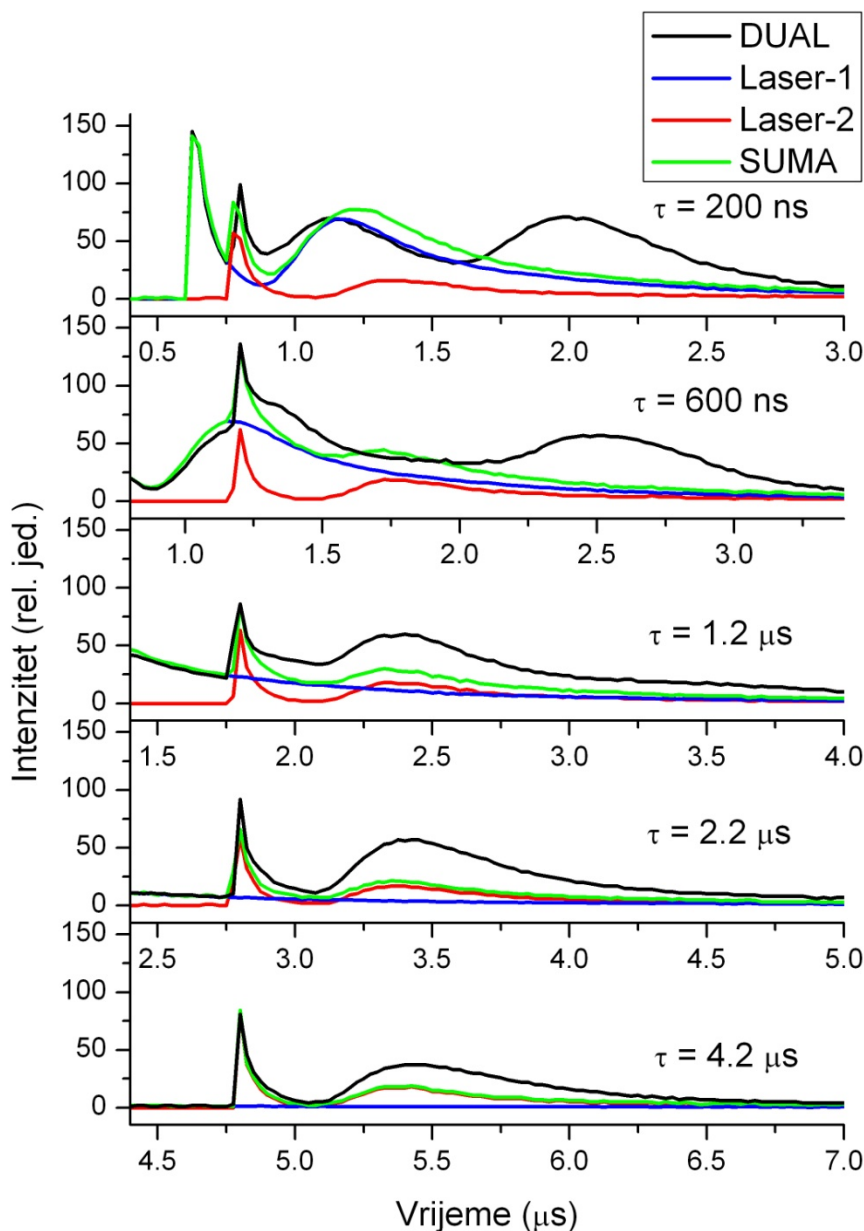 DUAL
Laser-1
Laser-2
SUMA
150
100
50
0
τ = 200 ns
0.5 1.0 1.5 2.0 2.5 3.0
150
100
50
0
τ = 600 ns
1.0 1.5 2.0 2.5 3.0
150
100
50
0
τ = 1.2 μs
1.5 2.0 2.5 3.0 3.5 4.0
150
100
50
0
τ = 2.2 μs
2.5 3.0 3.5 4.0 4.5 5.0
150
100
50
0
τ = 4.2 μs
4.5 5.0 5.5 6.0 6.5 7.0
Intenzitet (rel. jed.)
Vrijeme (μs)